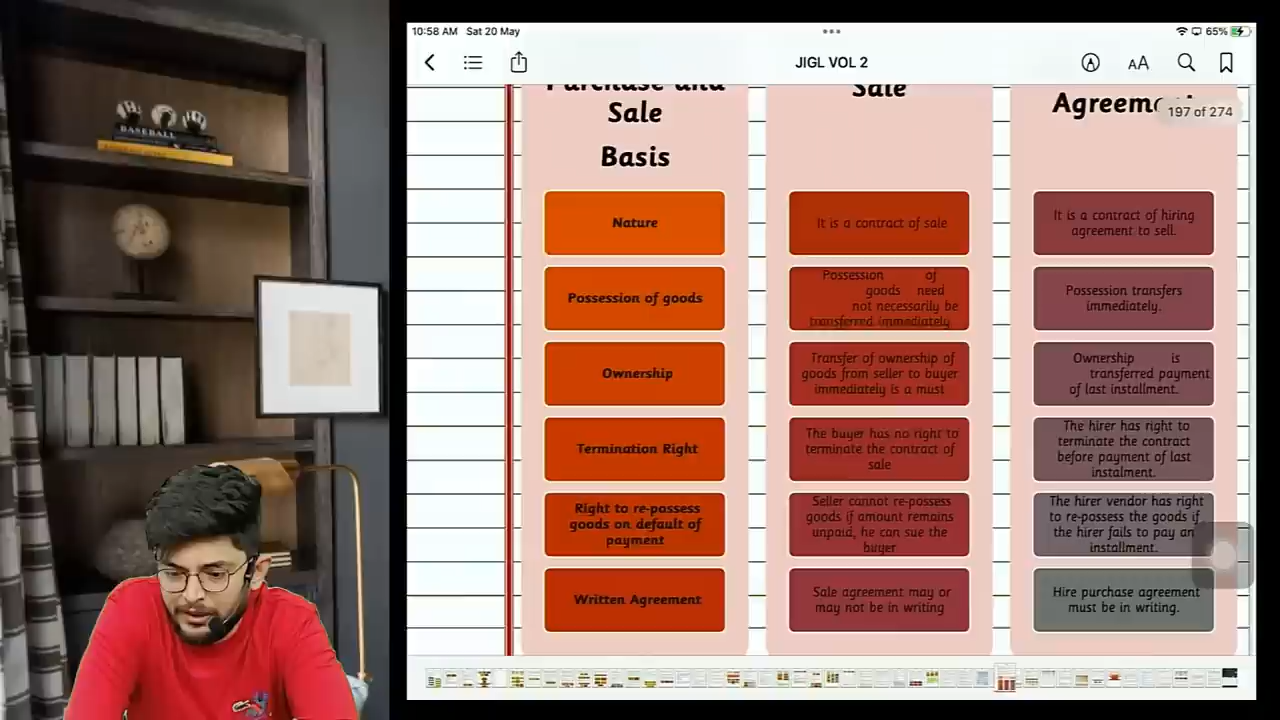 BASEBALL
10:58 AM Sat 20 May
65%
JIGL VOL 2
AA
197 of 274
Purchase and
Sale
Basis
Sale
Agreement
Nature
It is a contract of sale
It is a contract of hiring
agreement to sell.
Possession of goods
Possession of
goods need
not necessarily be
transferred immediately
Possession transfers
immediately.
Ownership
Transfer of ownership of
goods from seller to buyer
immediately is a must
Ownership is
transferred payment
of last installment.
Termination Right
The buyer has no right to
terminate the contract of
sale
The hirer has right to
terminate the contract
before payment of last
instalment.
Right to re-possess
goods on default of
payment
Seller cannot re-possess
goods if amount remains
unpaid, he can sue the
buyer
The hirer vendor has right
to re-possess the goods if
the hirer fails to pay an
installment.
Written Agreement
Sale agreement may or
may not be in writing
Hire purchase agreement
must be in writing.